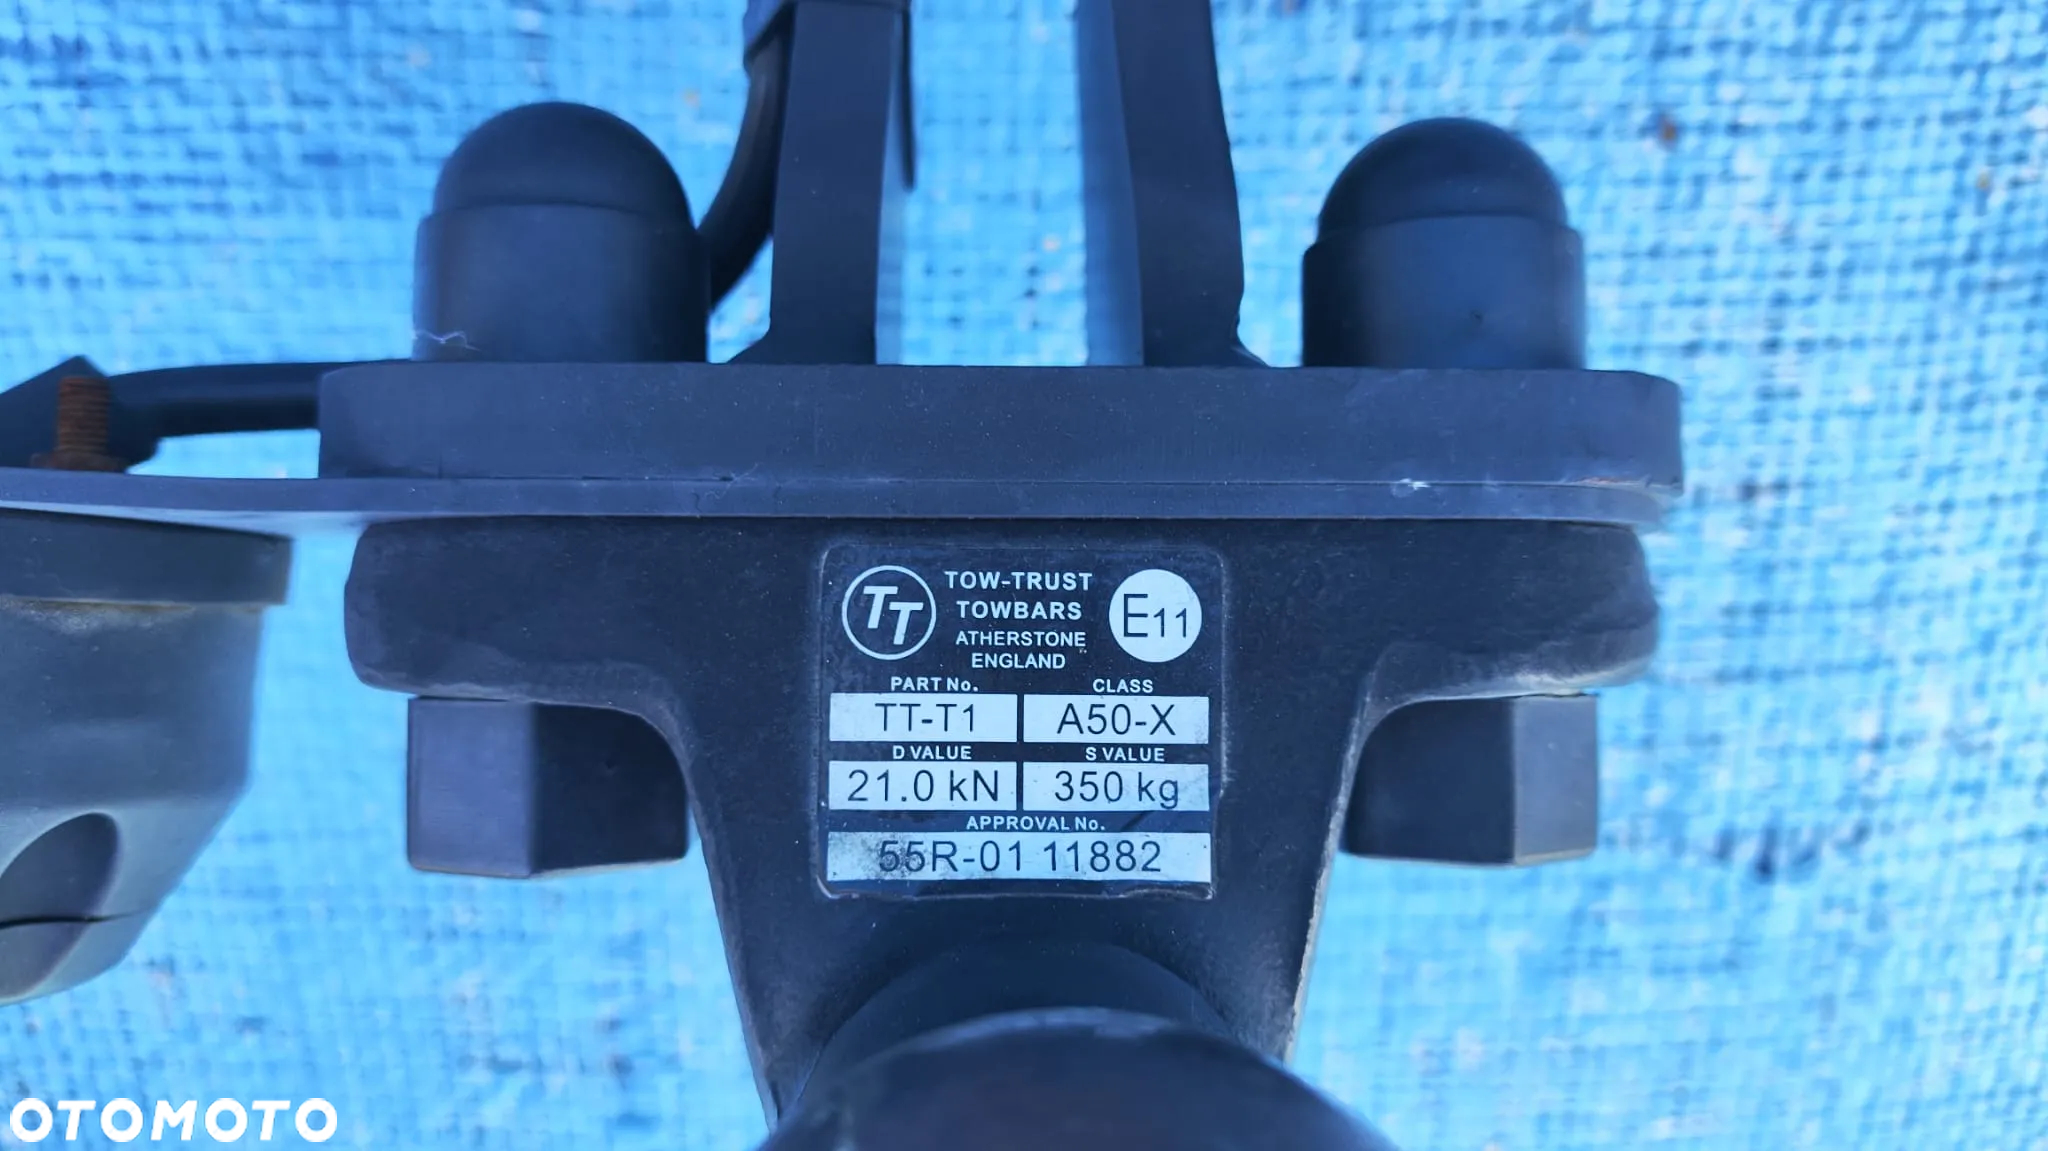 TT
TOW-TRUST
TOWBARS
ATHERSTONE
ENGLAND
E11
PART No. CLASS
TT-T1 A50-X
D VALUE S VALUE
21.0 kN 350 kg
APPROVAL No.
55R-01 11882
OTOMOTO